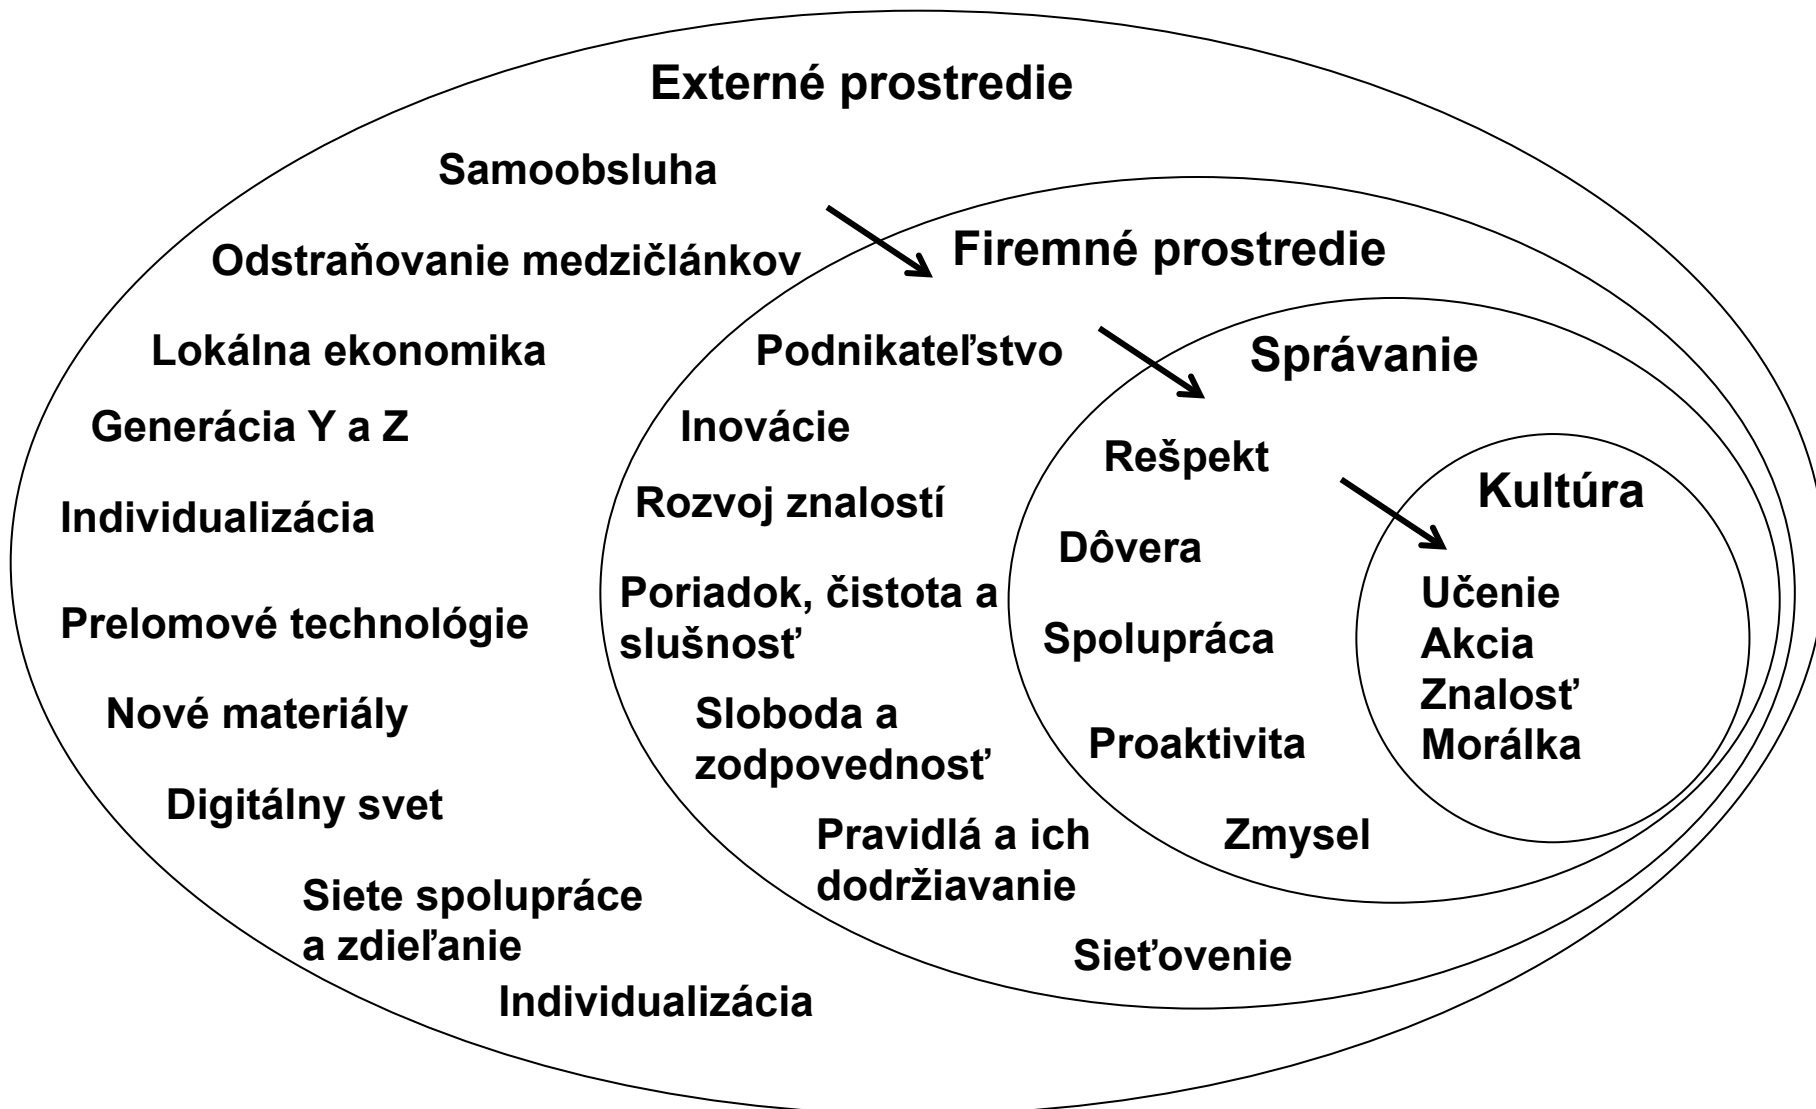 Externé prostredie
Samoobsluha
Odstraňovanie medzičlánkov
Lokálna ekonomika
Generácia Y a Z
Individualizácia
Prelomové technológie
Nové materiály
Digitálny svet
Siete spolupráce
a zdieľanie
Individualizácia
Firemné prostredie
Podnikateľstvo
Inovácie
Rozvoj znalostí
Poriadok, čistota a
slušnosť
Sloboda a
zodpovednosť
Pravidlá a ich
dodržiavanie
Sieťovenie
Správanie
Rešpekt
Dôvera
Spolupráca
Proaktivita
Zmysel
Kultúra
Učenie
Akcia
Znalosť
Morálka